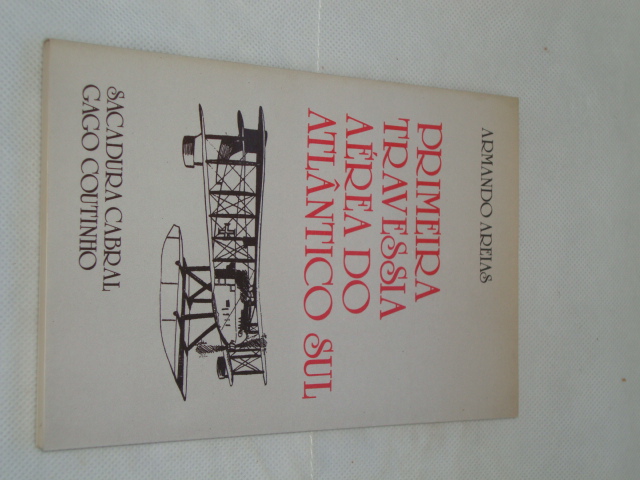 ARMANDO AREIAS
PRIMEIRA
TRAVESSIA
AÉREA DO
ATLÂNTICO SUL
SACADURA CABRAL
GAGO COUTINHO